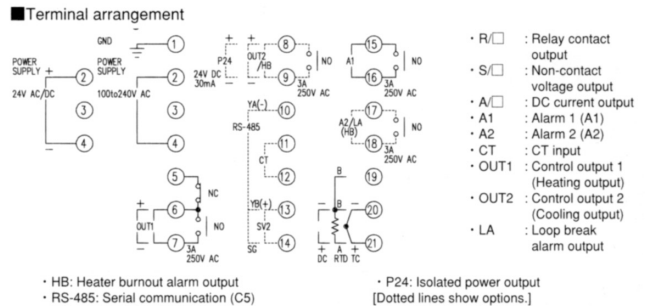 ■Terminal arrangement
GND
POWER SUPPLY +
24V AC/DC
−
POWER SUPPLY
100to240V AC
1
2
3
4
2
3
4
5
6
7
NC
NO
3A
250V AC
+
OUT1
−
+
P24
−
24V DC
30mA
+
OUT2
/HB
−
8
9
NO
3A
250V AC
YA(-)
RS-485
YB(+)
SG
CT
SV2
+
−
10
11
12
13
14
A1
15
16
NO
3A
250V AC
A2/LA
(HB)
17
18
NO
3A
250V AC
B
B
A
19
20
21
− −
+ +
DC RTD TC
・R/□ : Relay contact
output
・S/□ : Non-contact
voltage output
・A/□ : DC current output
・A1 : Alarm 1 (A1)
・A2 : Alarm 2 (A2)
・CT : CT input
・OUT1 : Control output 1
(Heating output)
・OUT2 : Control output 2
(Cooling output)
・LA : Loop break
alarm output
・HB: Heater burnout alarm output
・RS-485: Serial communication (C5)
・P24: Isolated power output
[Dotted lines show options.]